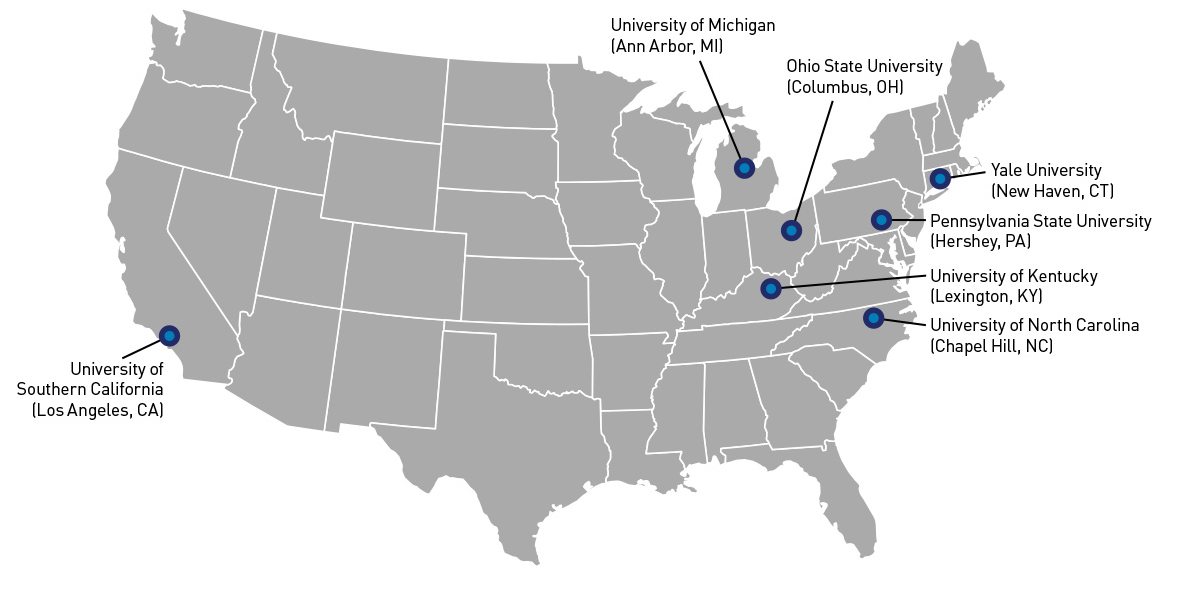 University of Michigan
(Ann Arbor, MI)
Ohio State University
(Columbus, OH)
Yale University
(New Haven, CT)
Pennsylvania State University
(Hershey, PA)
University of Kentucky
(Lexington, KY)
University of North Carolina
(Chapel Hill, NC)
University of
Southern California
(Los Angeles, CA)